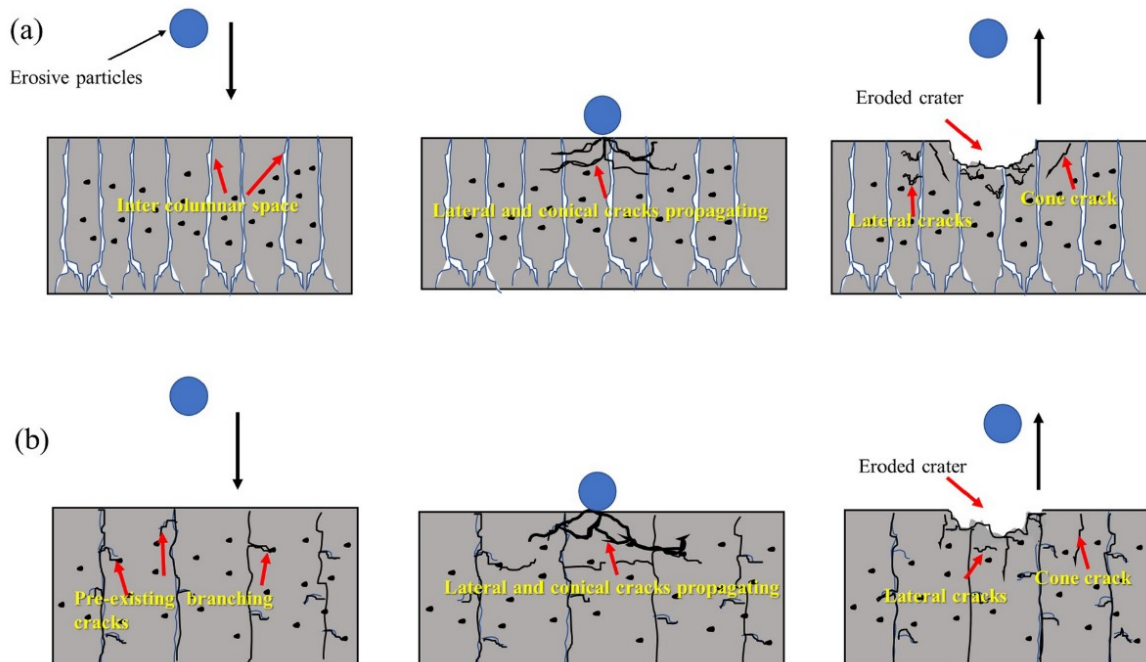 (a)
Erosive particles
Inter columnar space
Lateral and conical cracks propagating
Eroded crater
Lateral cracks
Cone crack
(b)
Pre-existing branching
cracks
Lateral and conical cracks propagating
Eroded crater
Lateral cracks
Cone crack